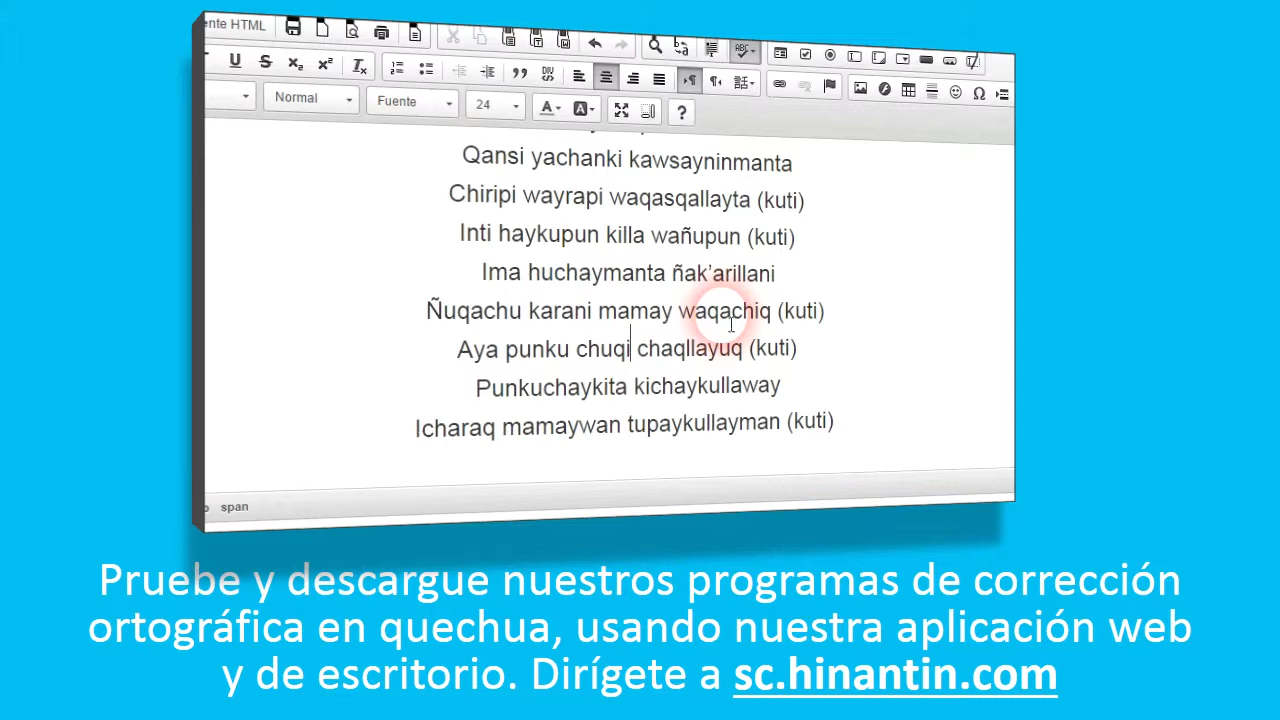 ente HTML
Normal Fuente 24
Qansi yachanki kawsayninmanta
Chiripi wayrapi waqasqallayta (kuti)
Inti haykupun killa wañupun (kuti)
Ima huchaymanta ñak’arillani
Ñuqachu karani mamay waqachiq (kuti)
Aya punku chuqi chaqllayuq (kuti)
Punkuchaykita kichaykullaway
Icharaq mamaywan tupaykullayman (kuti)
span
Pruebe y descargue nuestros programas de corrección
ortográfica en quechua, usando nuestra aplicación web
y de escritorio. Dirígete a sc.hinantin.com